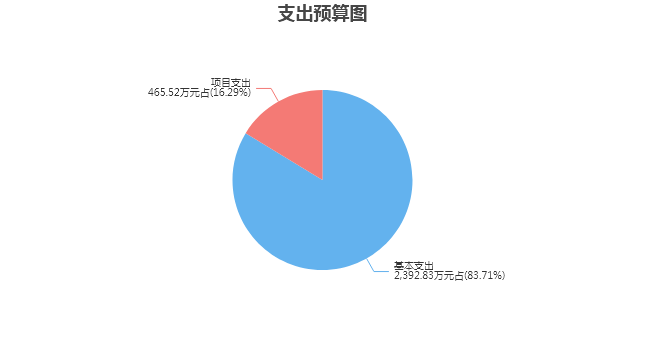 支出预算图
项目支出
465.52万元占(16.29%)
基本支出
2,392.83万元占(83.71%)